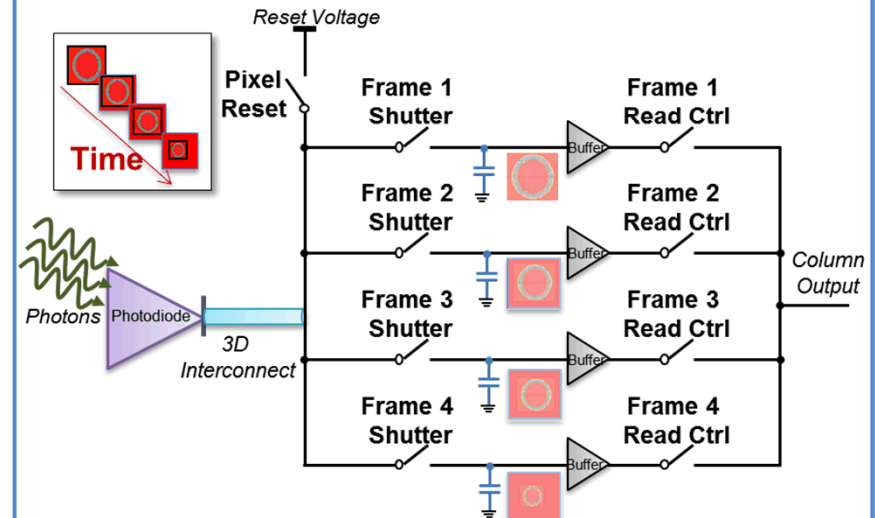 Reset Voltage
Pixel
Reset
Time
Frame 1
Shutter
Frame 1
Read Ctrl
Buffer
Frame 2
Shutter
Frame 2
Read Ctrl
Buffer
Column
Output
Photons
Photodiode
3D
Interconnect
Frame 3
Shutter
Frame 3
Read Ctrl
Buffer
Frame 4
Shutter
Frame 4
Read Ctrl
Buffer